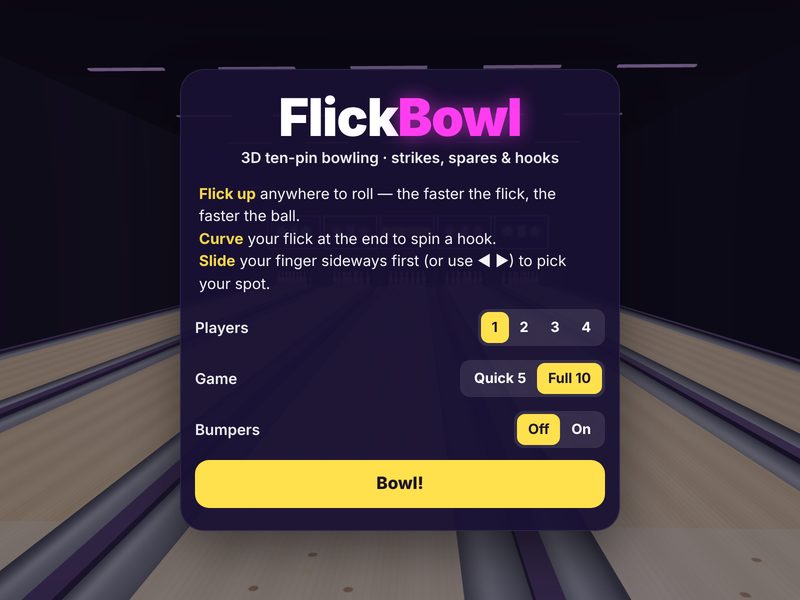 FlickBowl
3D ten-pin bowling · strikes, spares & hooks
Flick up anywhere to roll — the faster the flick, the
faster the ball.
Curve your flick at the end to spin a hook.
Slide your finger sideways first (or use ◀ ▶) to pick
your spot.
Players 1 2 3 4
Game Quick 5 Full 10
Bumpers Off On
Bowl!